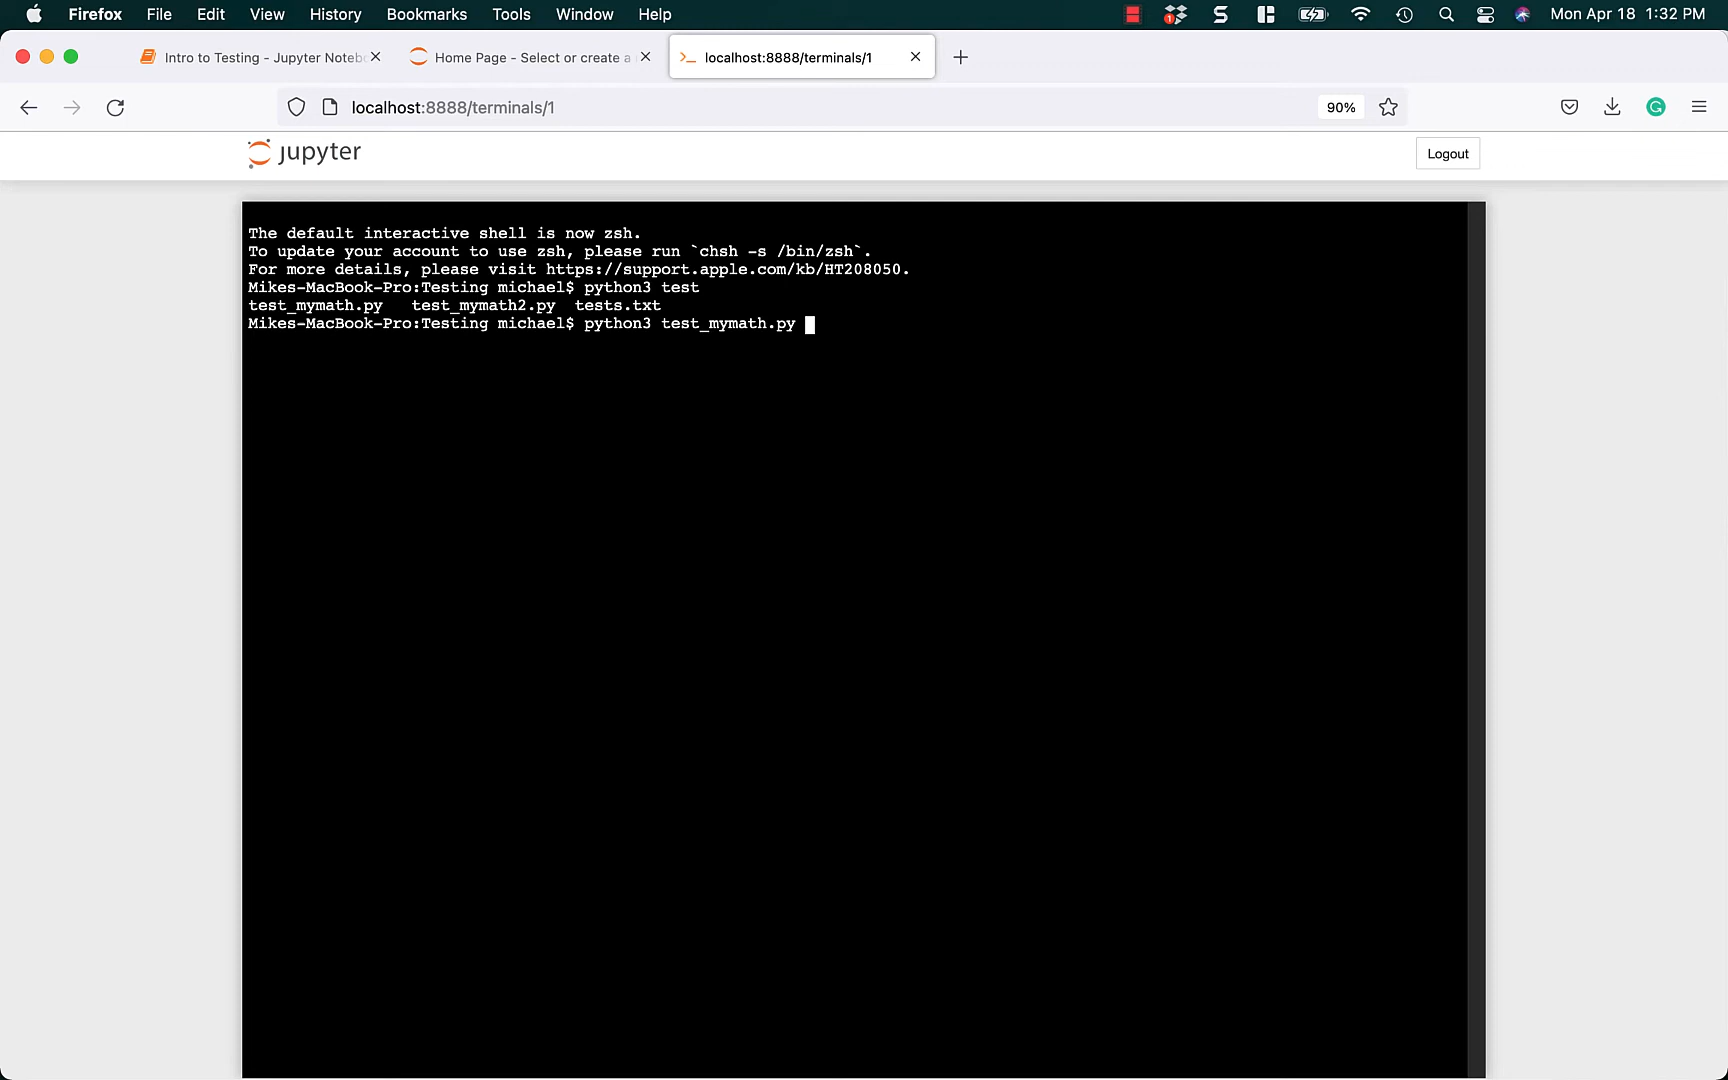 Firefox File Edit View History Bookmarks Tools Window Help 1 Mon Apr 18 1:32 PM
Intro to Testing - Jupyter Noteb Home Page - Select or create a localhost:8888/terminals/1
localhost:8888/terminals/1 90%
jupyter Logout
The default interactive shell is now zsh.
To update your account to use zsh, please run `chsh -s /bin/zsh`.
For more details, please visit https://support.apple.com/kb/HT208050.
Mikes-MacBook-Pro:Testing michael$ python3 test
test_mymath.py test_mymath2.py tests.txt
Mikes-MacBook-Pro:Testing michael$ python3 test_mymath.py